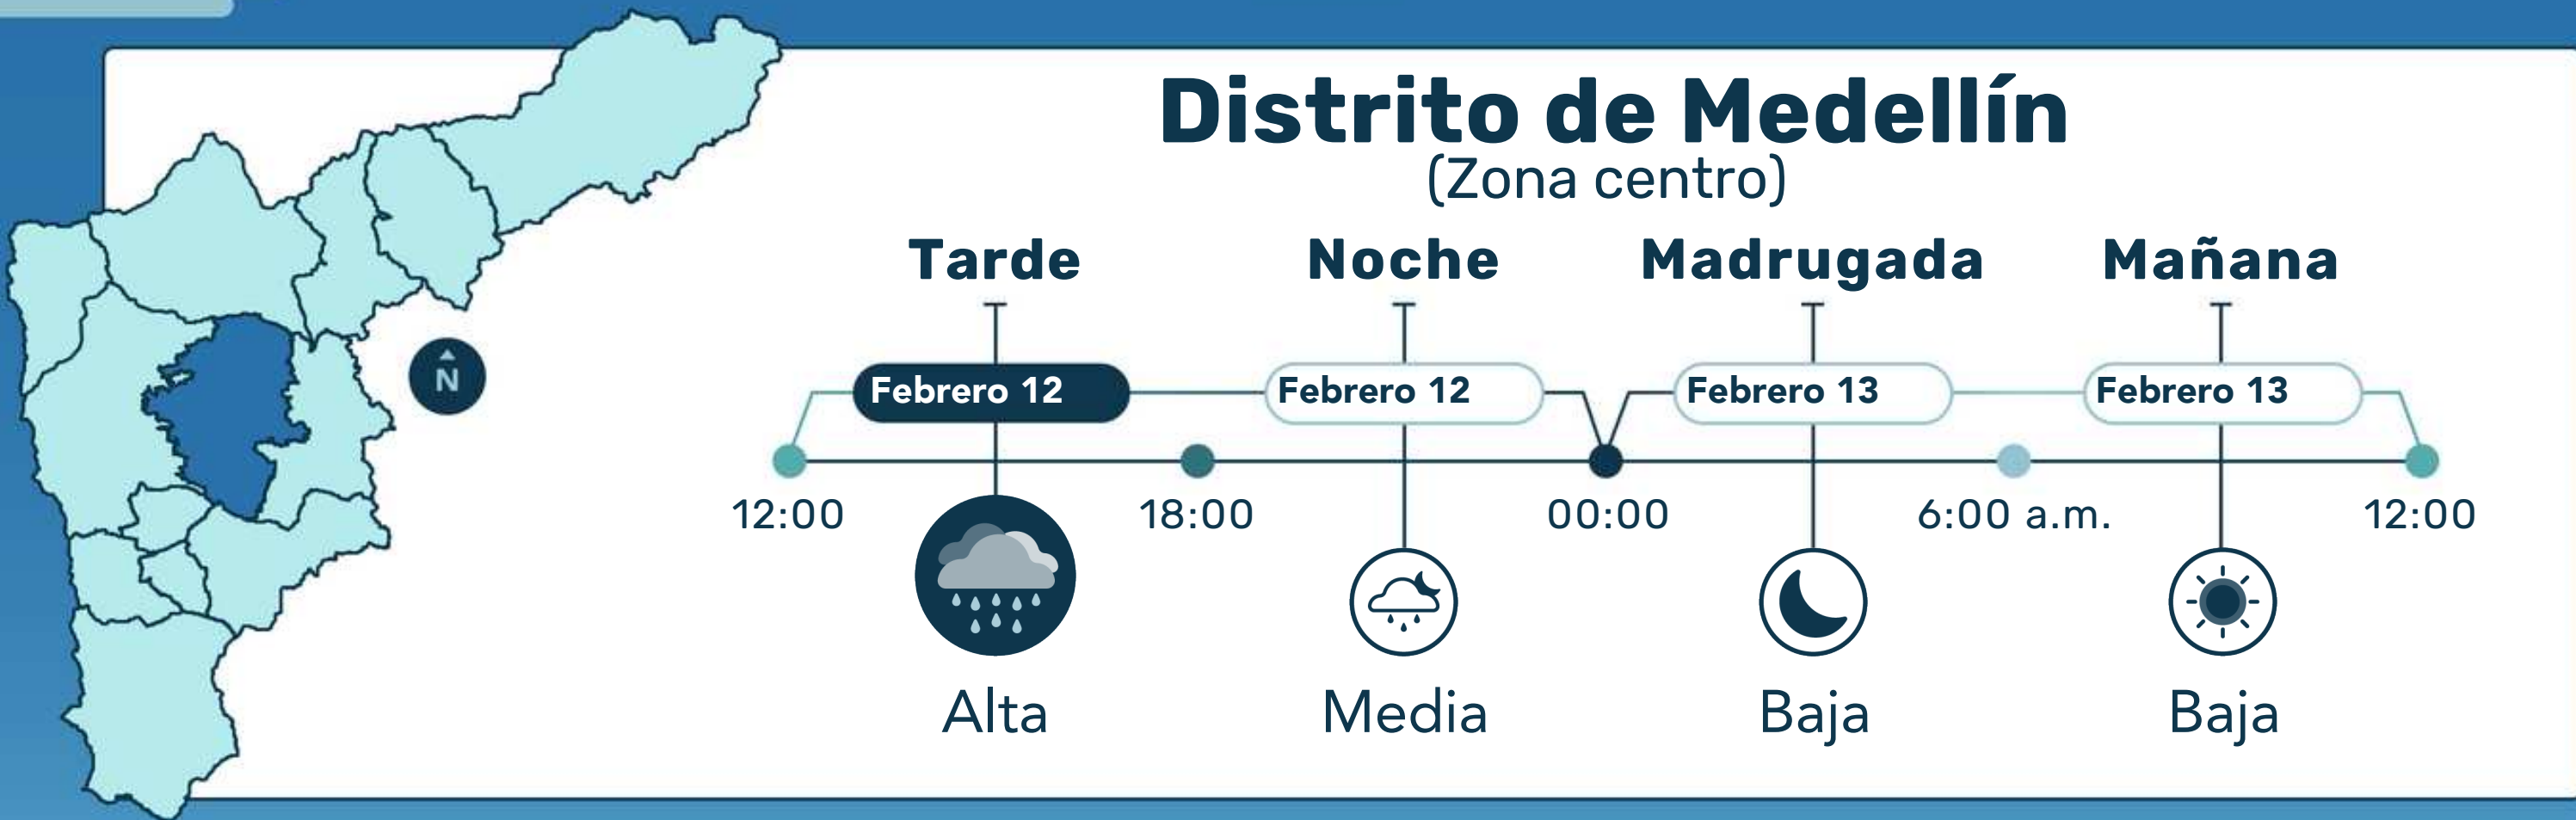 Distrito de Medellín
(Zona centro)
Tarde Noche Madrugada Mañana
Febrero 12 Febrero 12 Febrero 13 Febrero 13
N
12:00 18:00 00:00 6:00 a.m. 12:00
Alta Media Baja Baja